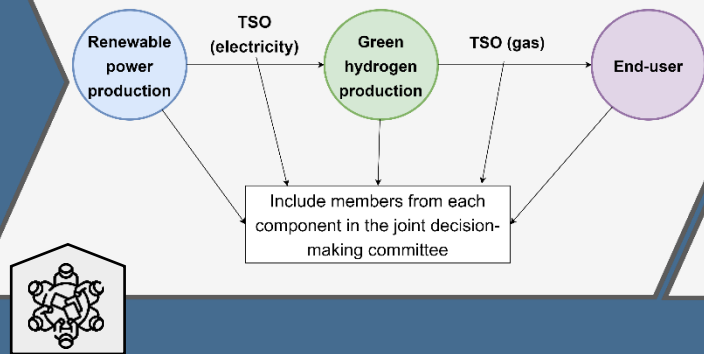 Renewable
power
production
TSO
(electricity)
Green
hydrogen
production
TSO (gas)
End-user
Include members from each
component in the joint decision-
making committee